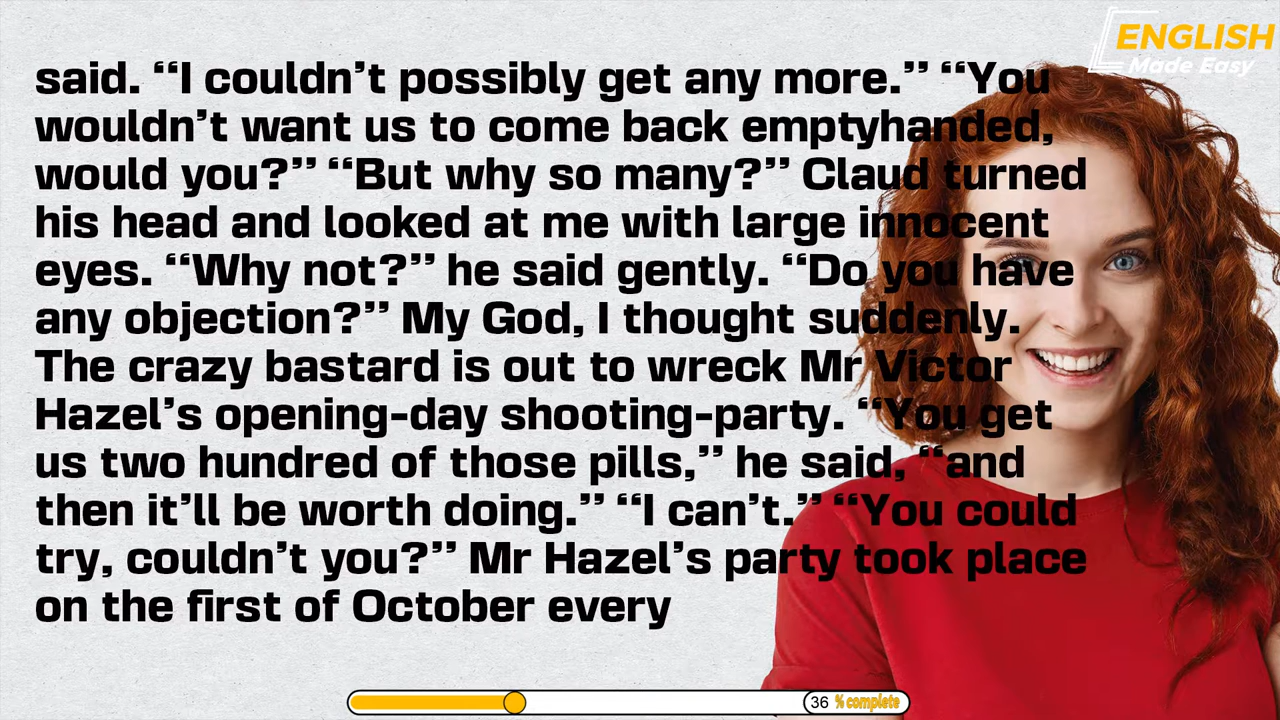 ENGLISH
Made Easy
said. “I couldn’t possibly get any more.” “You
wouldn’t want us to come back emptyhanded,
would you?” “But why so many?” Claud turned
his head and looked at me with large innocent
eyes. “Why not?” he said gently. “Do you have
any objection?” My God, I thought suddenly.
The crazy bastard is out to wreck Mr Victor
Hazel’s opening-day shooting-party. “You get
us two hundred of those pills,” he said, “and
then it’ll be worth doing.” “I can’t.” “You could
try, couldn’t you?” Mr Hazel’s party took place
on the first of October every
36 % complete